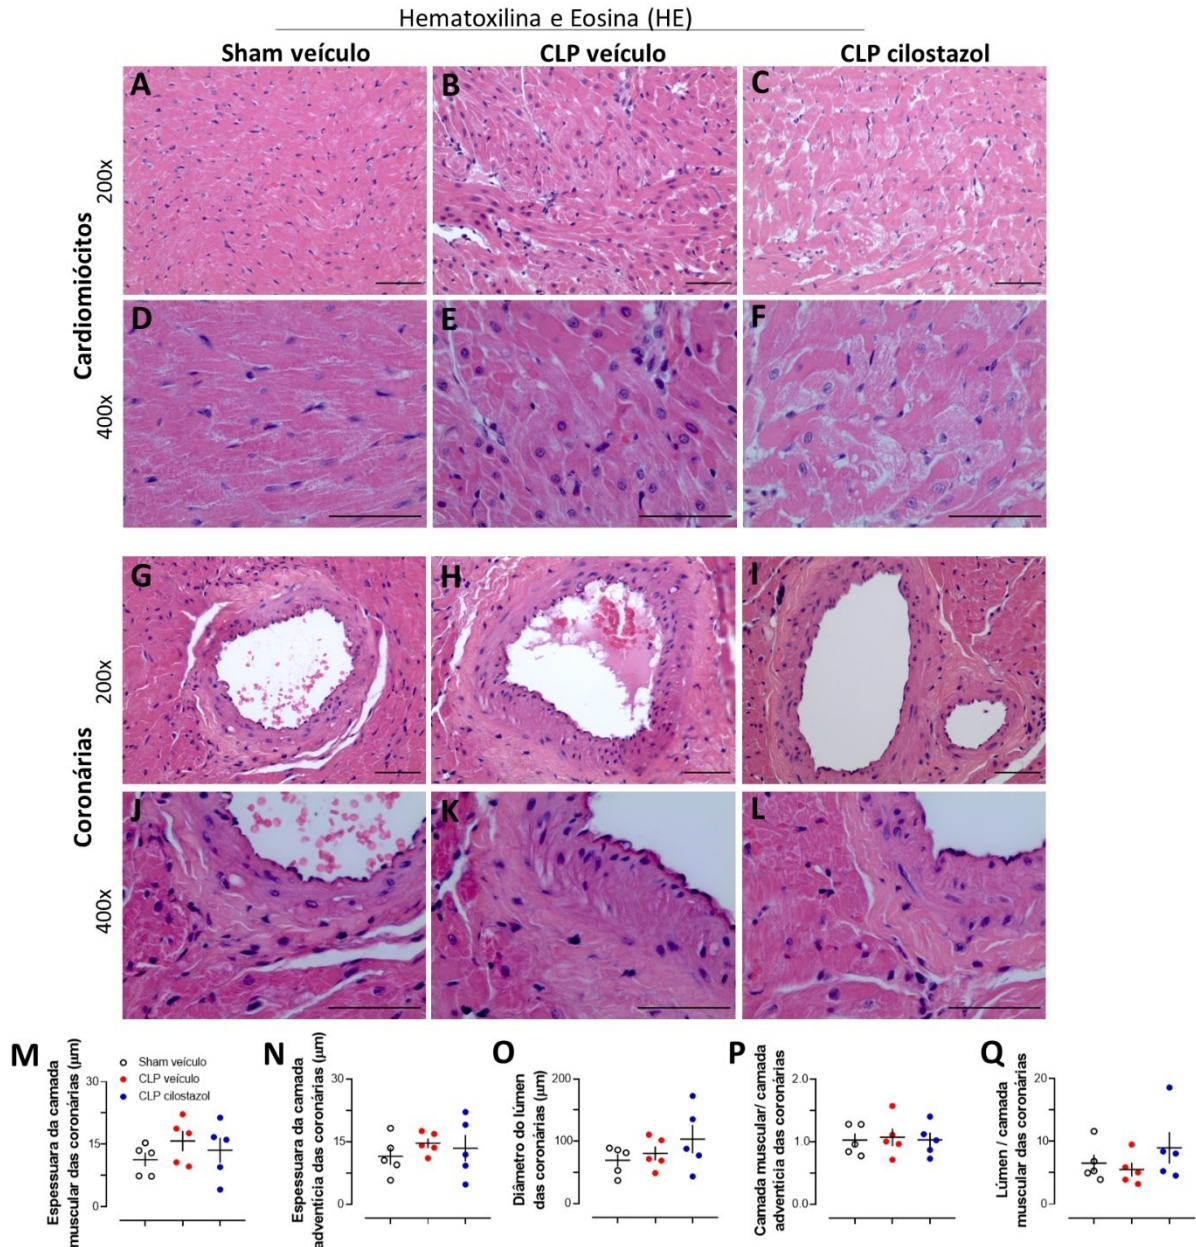 Hematoxilina e Eosina (HE)
Sham veículo
CLP veículo
CLP cilostazol
Cardiomiócitos
200x
A
B
C
400x
D
E
F
Coronárias
200x
G
H
I
400x
J
K
L
M
Espessuara da camada
muscular das coronárias (µm)
30
15
0
Sham veículo
CLP veículo
CLP cilostazol
N
Espessuara da camada
adventícia das coronárias (µm)
30
15
0
O
Diâmetro do lúmen
das coronárias (µm)
200
100
0
P
Camada muscular/ camada
adventícia das coronárias
2.0
1.0
0
Q
Lúmen / camada
muscular das coronárias
20
10
0